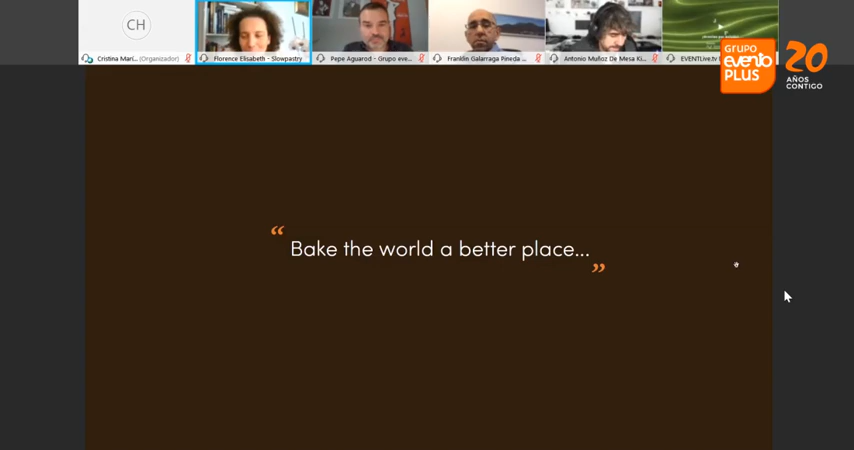 CH
Cristina Marí... (Organizador)
Florence Elisabeth - Slowpastry
Pepe Aguarod - Grupo eve...
Franklin Galarraga Pineda ...
Antonio Muñoz De Mesa Ki...
EVENTLive.tv
GRUPO
evento
PLUS
20
AÑOS
CONTIGO
“ Bake the world a better place... ”